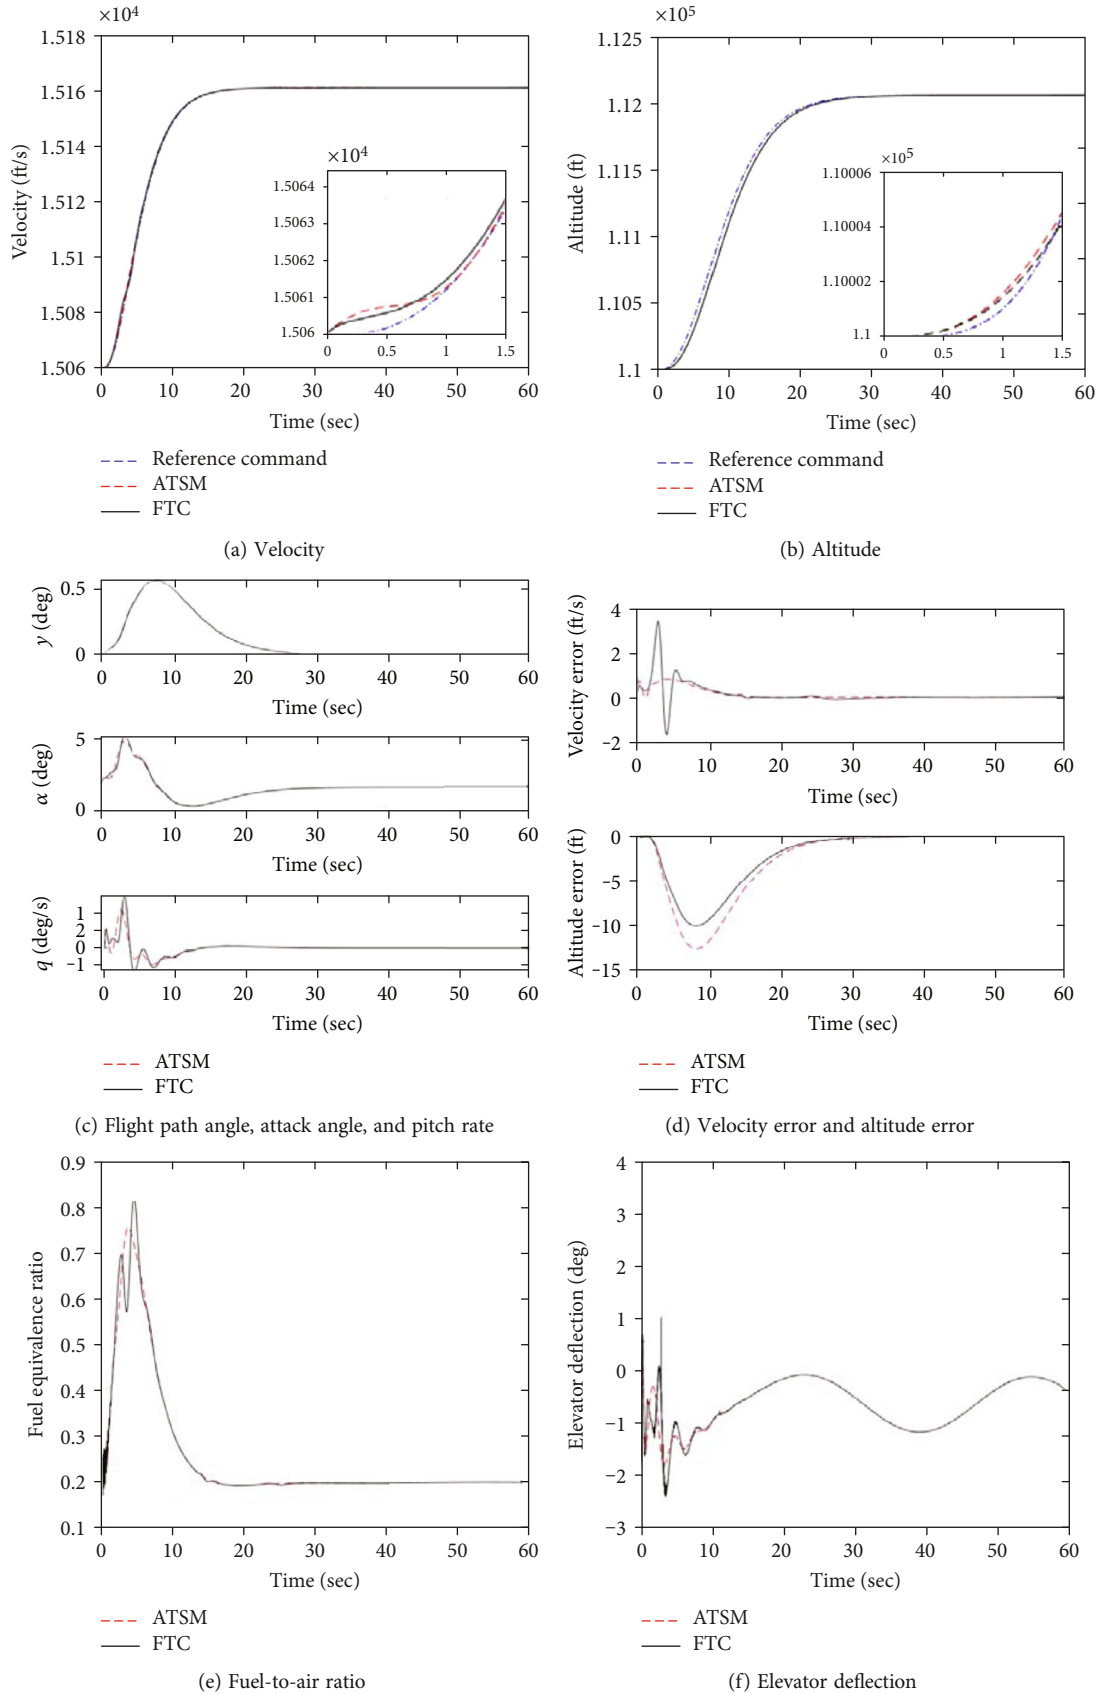 ×10⁴
1.518
1.516
1.514
1.512
1.51
1.508
1.506
Velocity (ft/s)
×10⁴
1.5064
1.5063
1.5062
1.5061
1.506
0 0.5 1 1.5
0 10 20 30 40 50 60
Time (sec)
Reference command
ATSM
FTC
(a) Velocity
×10⁵
1.125
1.12
1.115
1.11
1.105
1.1
Altitude (ft)
×10⁵
1.10006
1.10004
1.10002
1.1
0 0.5 1 1.5
0 10 20 30 40 50 60
Time (sec)
Reference command
ATSM
FTC
(b) Altitude
0.5
0
y (deg)
0 10 20 30 40 50 60
Time (sec)
5
0
α (deg)
0 10 20 30 40 50 60
Time (sec)
1
2
0
−1
q (deg/s)
0 10 20 30 40 50 60
Time (sec)
ATSM
FTC
(c) Flight path angle, attack angle, and pitch rate
4
2
0
−2
Velocity error (ft/s)
0 10 20 30 40 50 60
Time (sec)
0
−5
−10
−15
Altitude error (ft)
0 10 20 30 40 50 60
Time (sec)
ATSM
FTC
(d) Velocity error and altitude error
0.9
0.8
0.7
0.6
0.5
0.4
0.3
0.2
0.1
Fuel equivalence ratio
0 10 20 30 40 50 60
Time (sec)
ATSM
FTC
(e) Fuel-to-air ratio
4
3
2
1
0
−1
−2
−3
Elevator deflection (deg)
0 10 20 30 40 50 60
Time (sec)
ATSM
FTC
(f) Elevator deflection